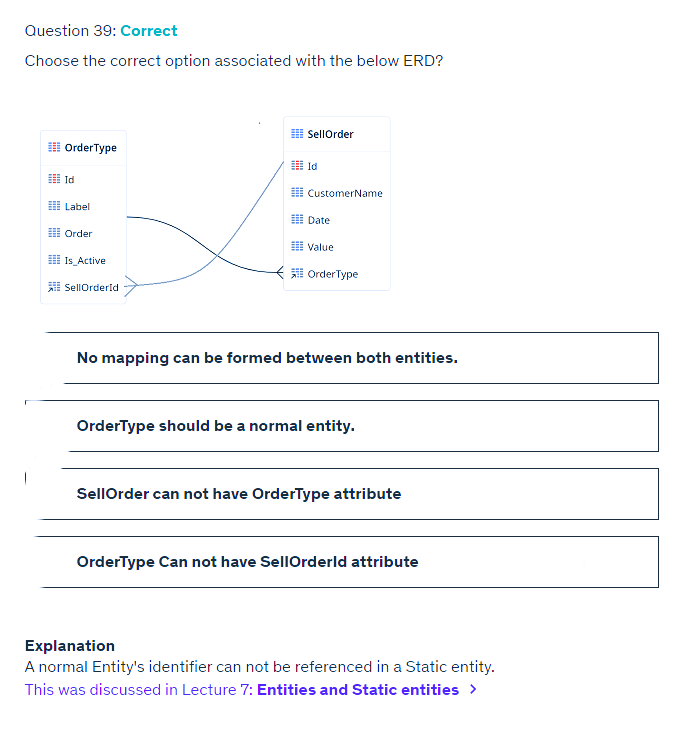 Question 39: Correct
Choose the correct option associated with the below ERD?
OrderType
Id
Label
Order
Is_Active
SellOrderId
SellOrder
Id
CustomerName
Date
Value
OrderType
No mapping can be formed between both entities.
OrderType should be a normal entity.
SellOrder can not have OrderType attribute
OrderType Can not have SellOrderId attribute
Explanation
A normal Entity's identifier can not be referenced in a Static entity.
This was discussed in Lecture 7: Entities and Static entities